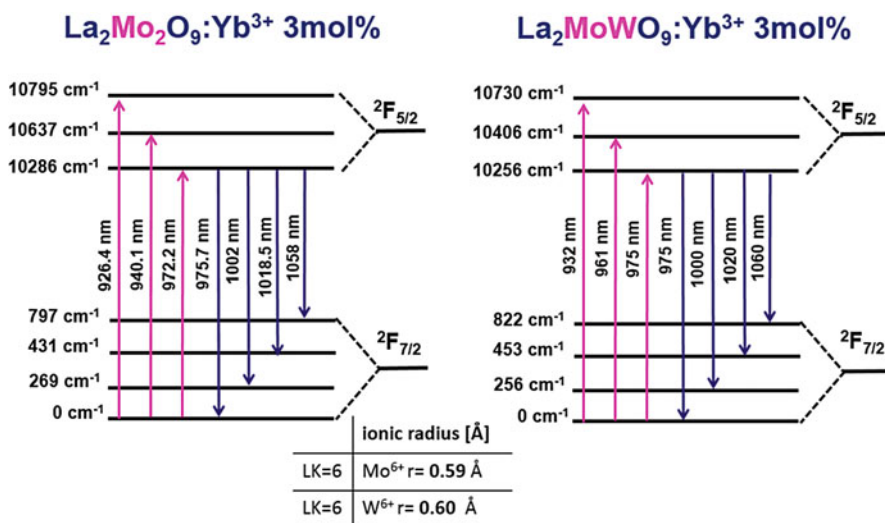 La₂Mo₂O₉:Yb³⁺ 3mol%
10795 cm⁻¹
10637 cm⁻¹
10286 cm⁻¹
²F₅/₂
926.4 nm
940.1 nm
972.2 nm
975.7 nm
1002 nm
1018.5 nm
1058 nm
797 cm⁻¹
431 cm⁻¹
269 cm⁻¹
0 cm⁻¹
²F₇/₂
La₂MoWO₉:Yb³⁺ 3mol%
10730 cm⁻¹
10406 cm⁻¹
10256 cm⁻¹
²F₅/₂
932 nm
961 nm
975 nm
975 nm
1000 nm
1020 nm
1060 nm
822 cm⁻¹
453 cm⁻¹
256 cm⁻¹
0 cm⁻¹
²F₇/₂
ionic radius [Å]
LK=6 Mo⁶⁺ r= 0.59 Å
LK=6 W⁶⁺ r= 0.60 Å